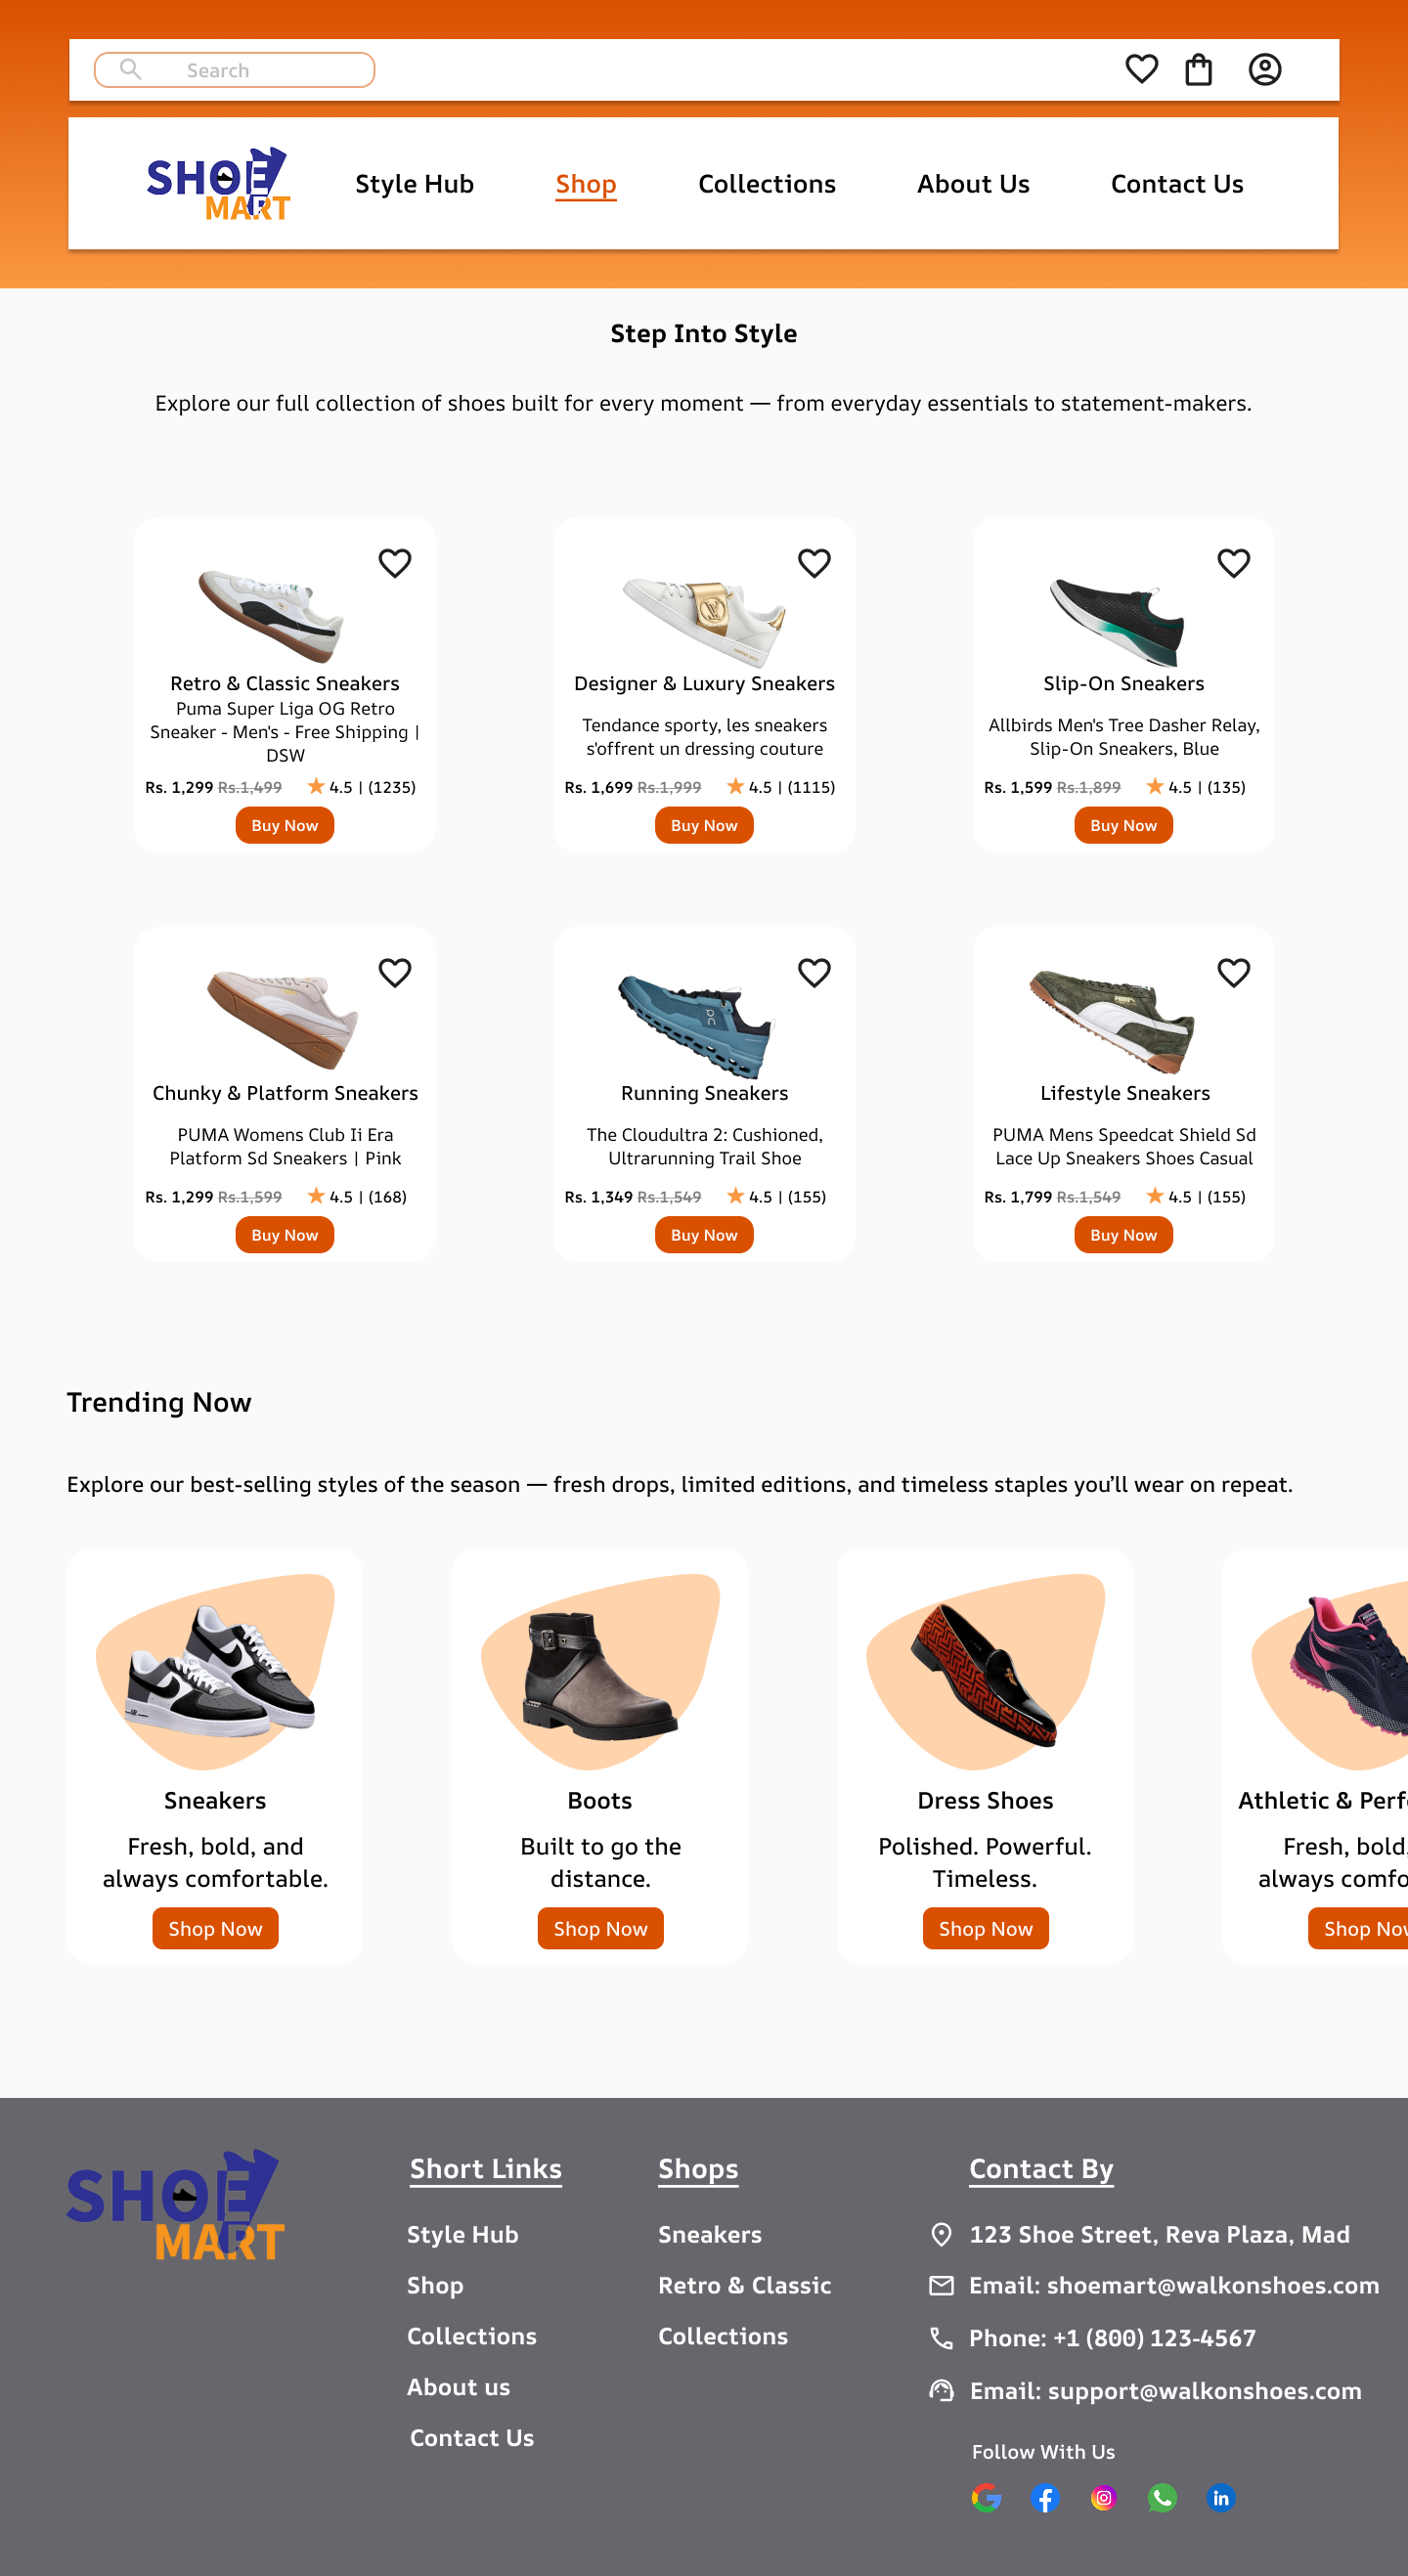 Search
SHOE
MART
Style Hub
Shop
Collections
About Us
Contact Us
Step Into Style
Explore our full collection of shoes built for every moment — from everyday essentials to statement-makers.
Retro & Classic Sneakers
Puma Super Liga OG Retro
Sneaker - Men's - Free Shipping |
DSW
Rs. 1,299 Rs.1,499 4.5 | (1235)
Buy Now
Designer & Luxury Sneakers
Tendance sporty, les sneakers
s'offrent un dressing couture
Rs. 1,699 Rs.1,999 4.5 | (1115)
Buy Now
Slip-On Sneakers
Allbirds Men's Tree Dasher Relay,
Slip-On Sneakers, Blue
Rs. 1,599 Rs.1,899 4.5 | (135)
Buy Now
Chunky & Platform Sneakers
PUMA Womens Club Ii Era
Platform Sd Sneakers | Pink
Rs. 1,299 Rs.1,599 4.5 | (168)
Buy Now
Running Sneakers
The Cloudultra 2: Cushioned,
Ultrarunning Trail Shoe
Rs. 1,349 Rs.1,549 4.5 | (155)
Buy Now
Lifestyle Sneakers
PUMA Mens Speedcat Shield Sd
Lace Up Sneakers Shoes Casual
Rs. 1,799 Rs.1,549 4.5 | (155)
Buy Now
Trending Now
Explore our best-selling styles of the season — fresh drops, limited editions, and timeless staples you’ll wear on repeat.
Sneakers
Fresh, bold, and
always comfortable.
Shop Now
Boots
Built to go the
distance.
Shop Now
Dress Shoes
Polished. Powerful.
Timeless.
Shop Now
Athletic & Perf
Fresh, bold,
always comfo
Shop Now
SHOE
MART
Short Links
Style Hub
Shop
Collections
About us
Contact Us
Shops
Sneakers
Retro & Classic
Collections
Contact By
123 Shoe Street, Reva Plaza, Mad
Email: shoemart@walkonshoes.com
Phone: +1 (800) 123-4567
Email: support@walkonshoes.com
Follow With Us